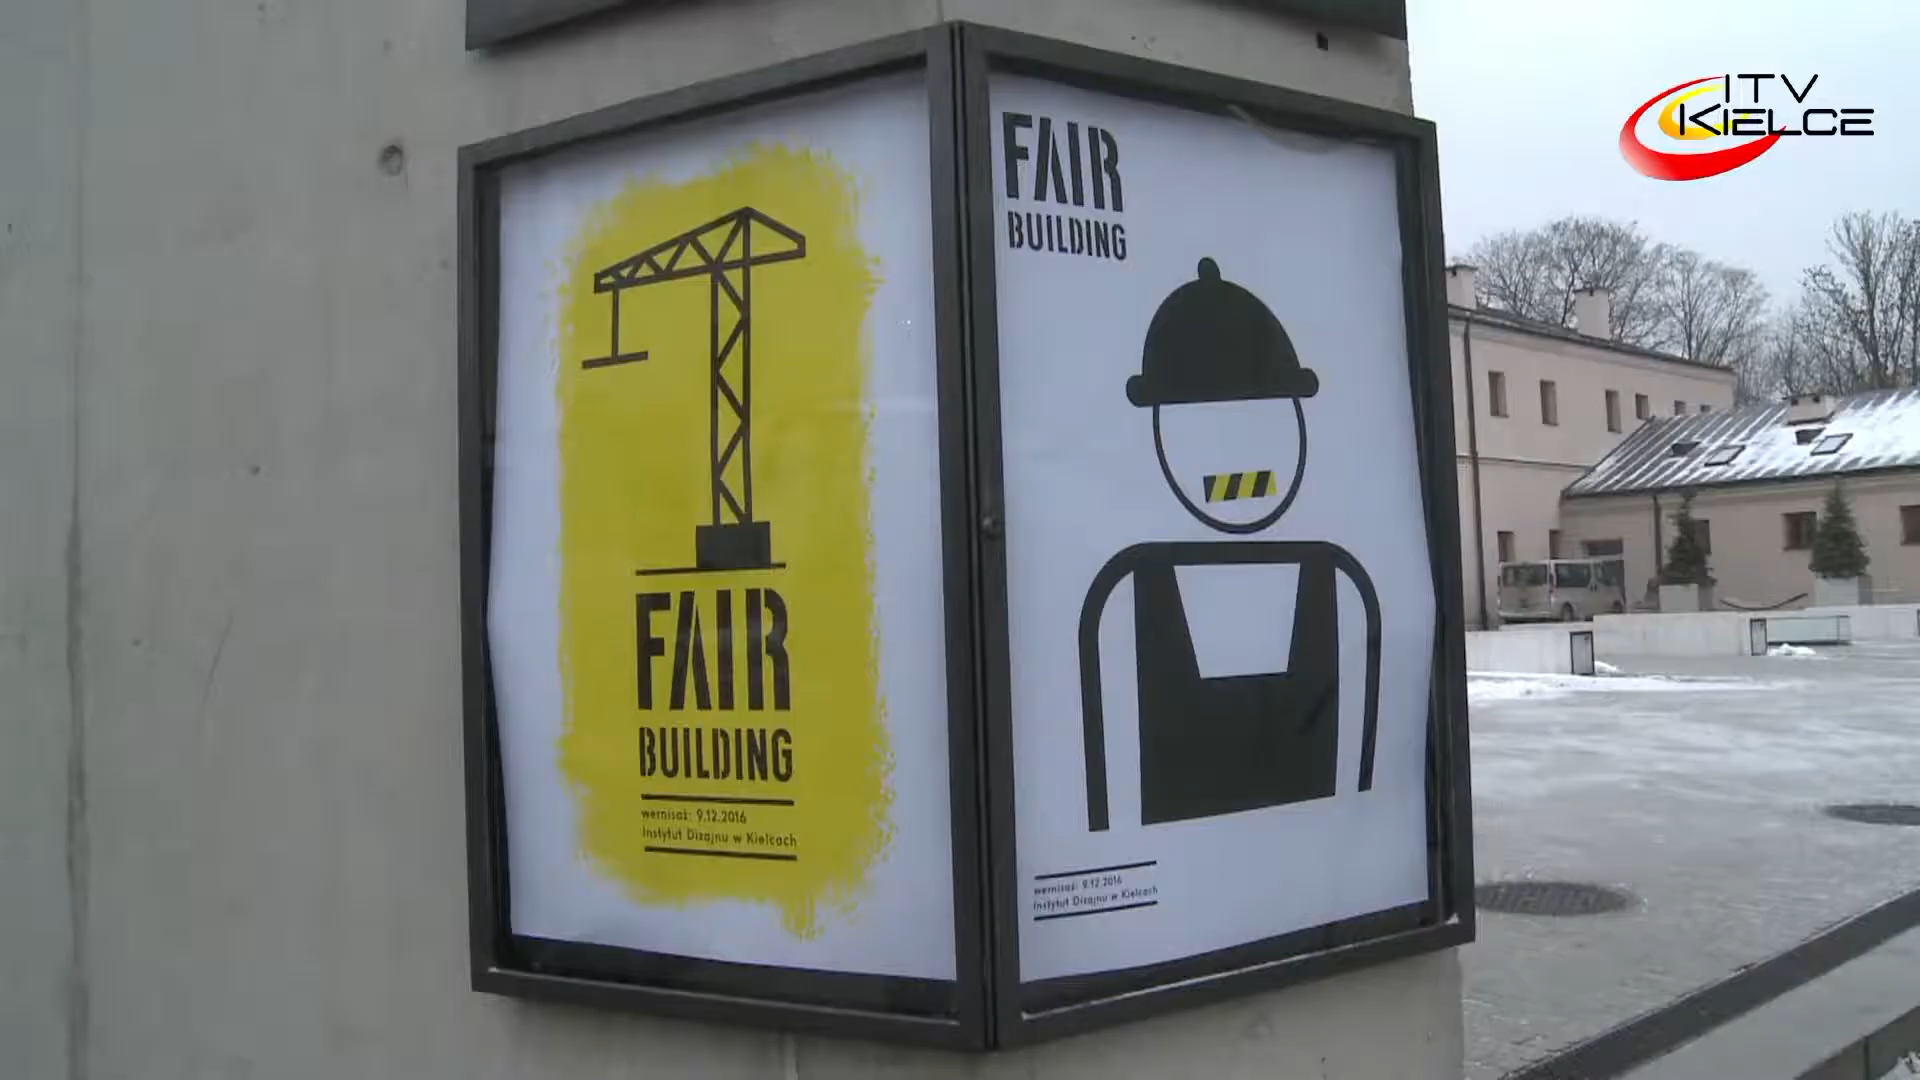 FAIR
BUILDING
wernisaż: 9.12.2016
Instytut Dizajnu w Kielcach
FAIR
BUILDING
wernisaż: 9.12.2016
Instytut Dizajnu w Kielcach
ITV
KIELCE